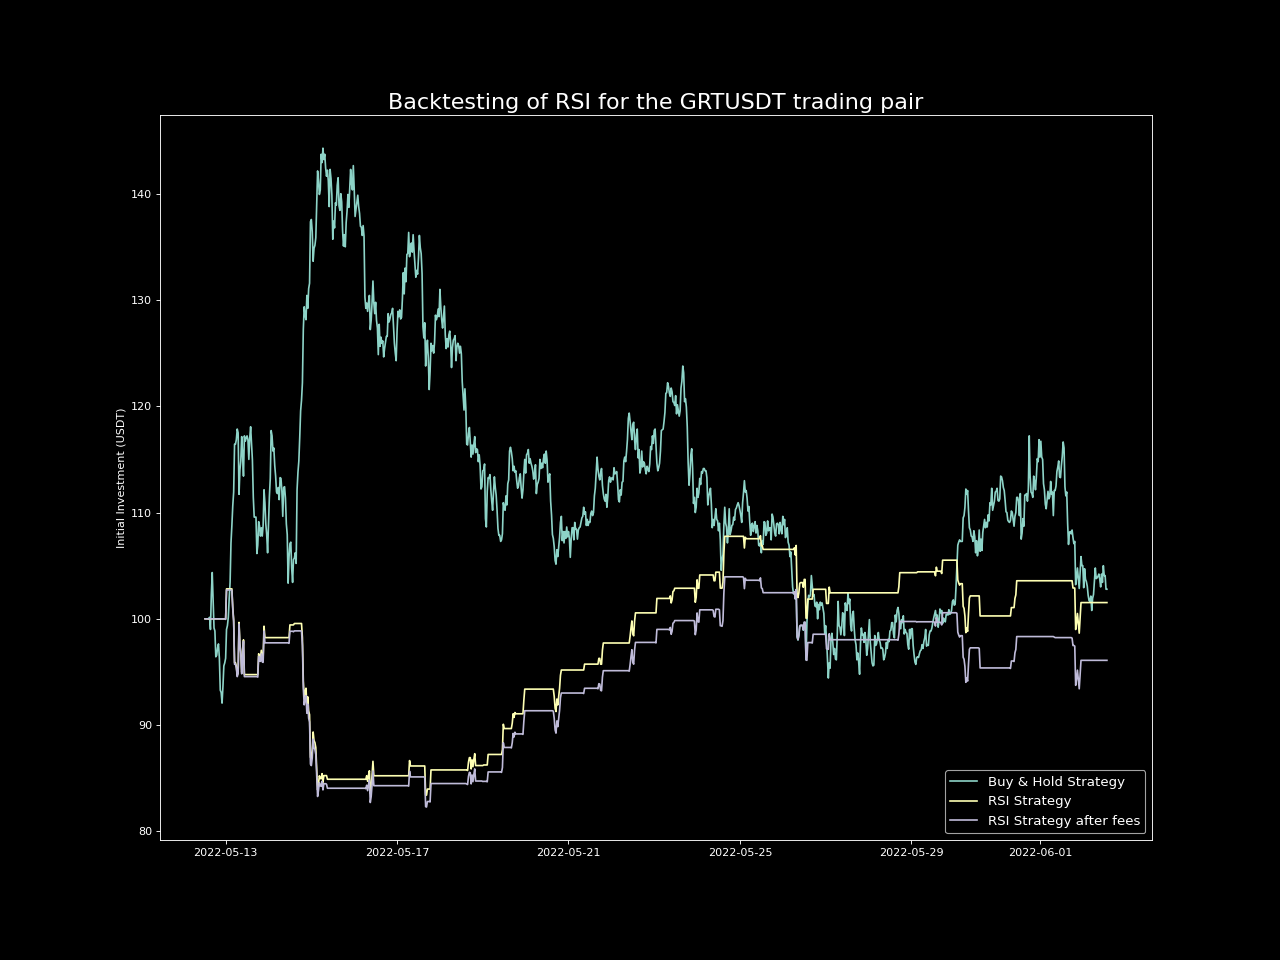 Backtesting of RSI for the GRTUSDT trading pair
Initial Investment (USDT)
140
130
120
110
100
90
80
2022-05-13
2022-05-17
2022-05-21
2022-05-25
2022-05-29
2022-06-01
Buy & Hold Strategy
RSI Strategy
RSI Strategy after fees